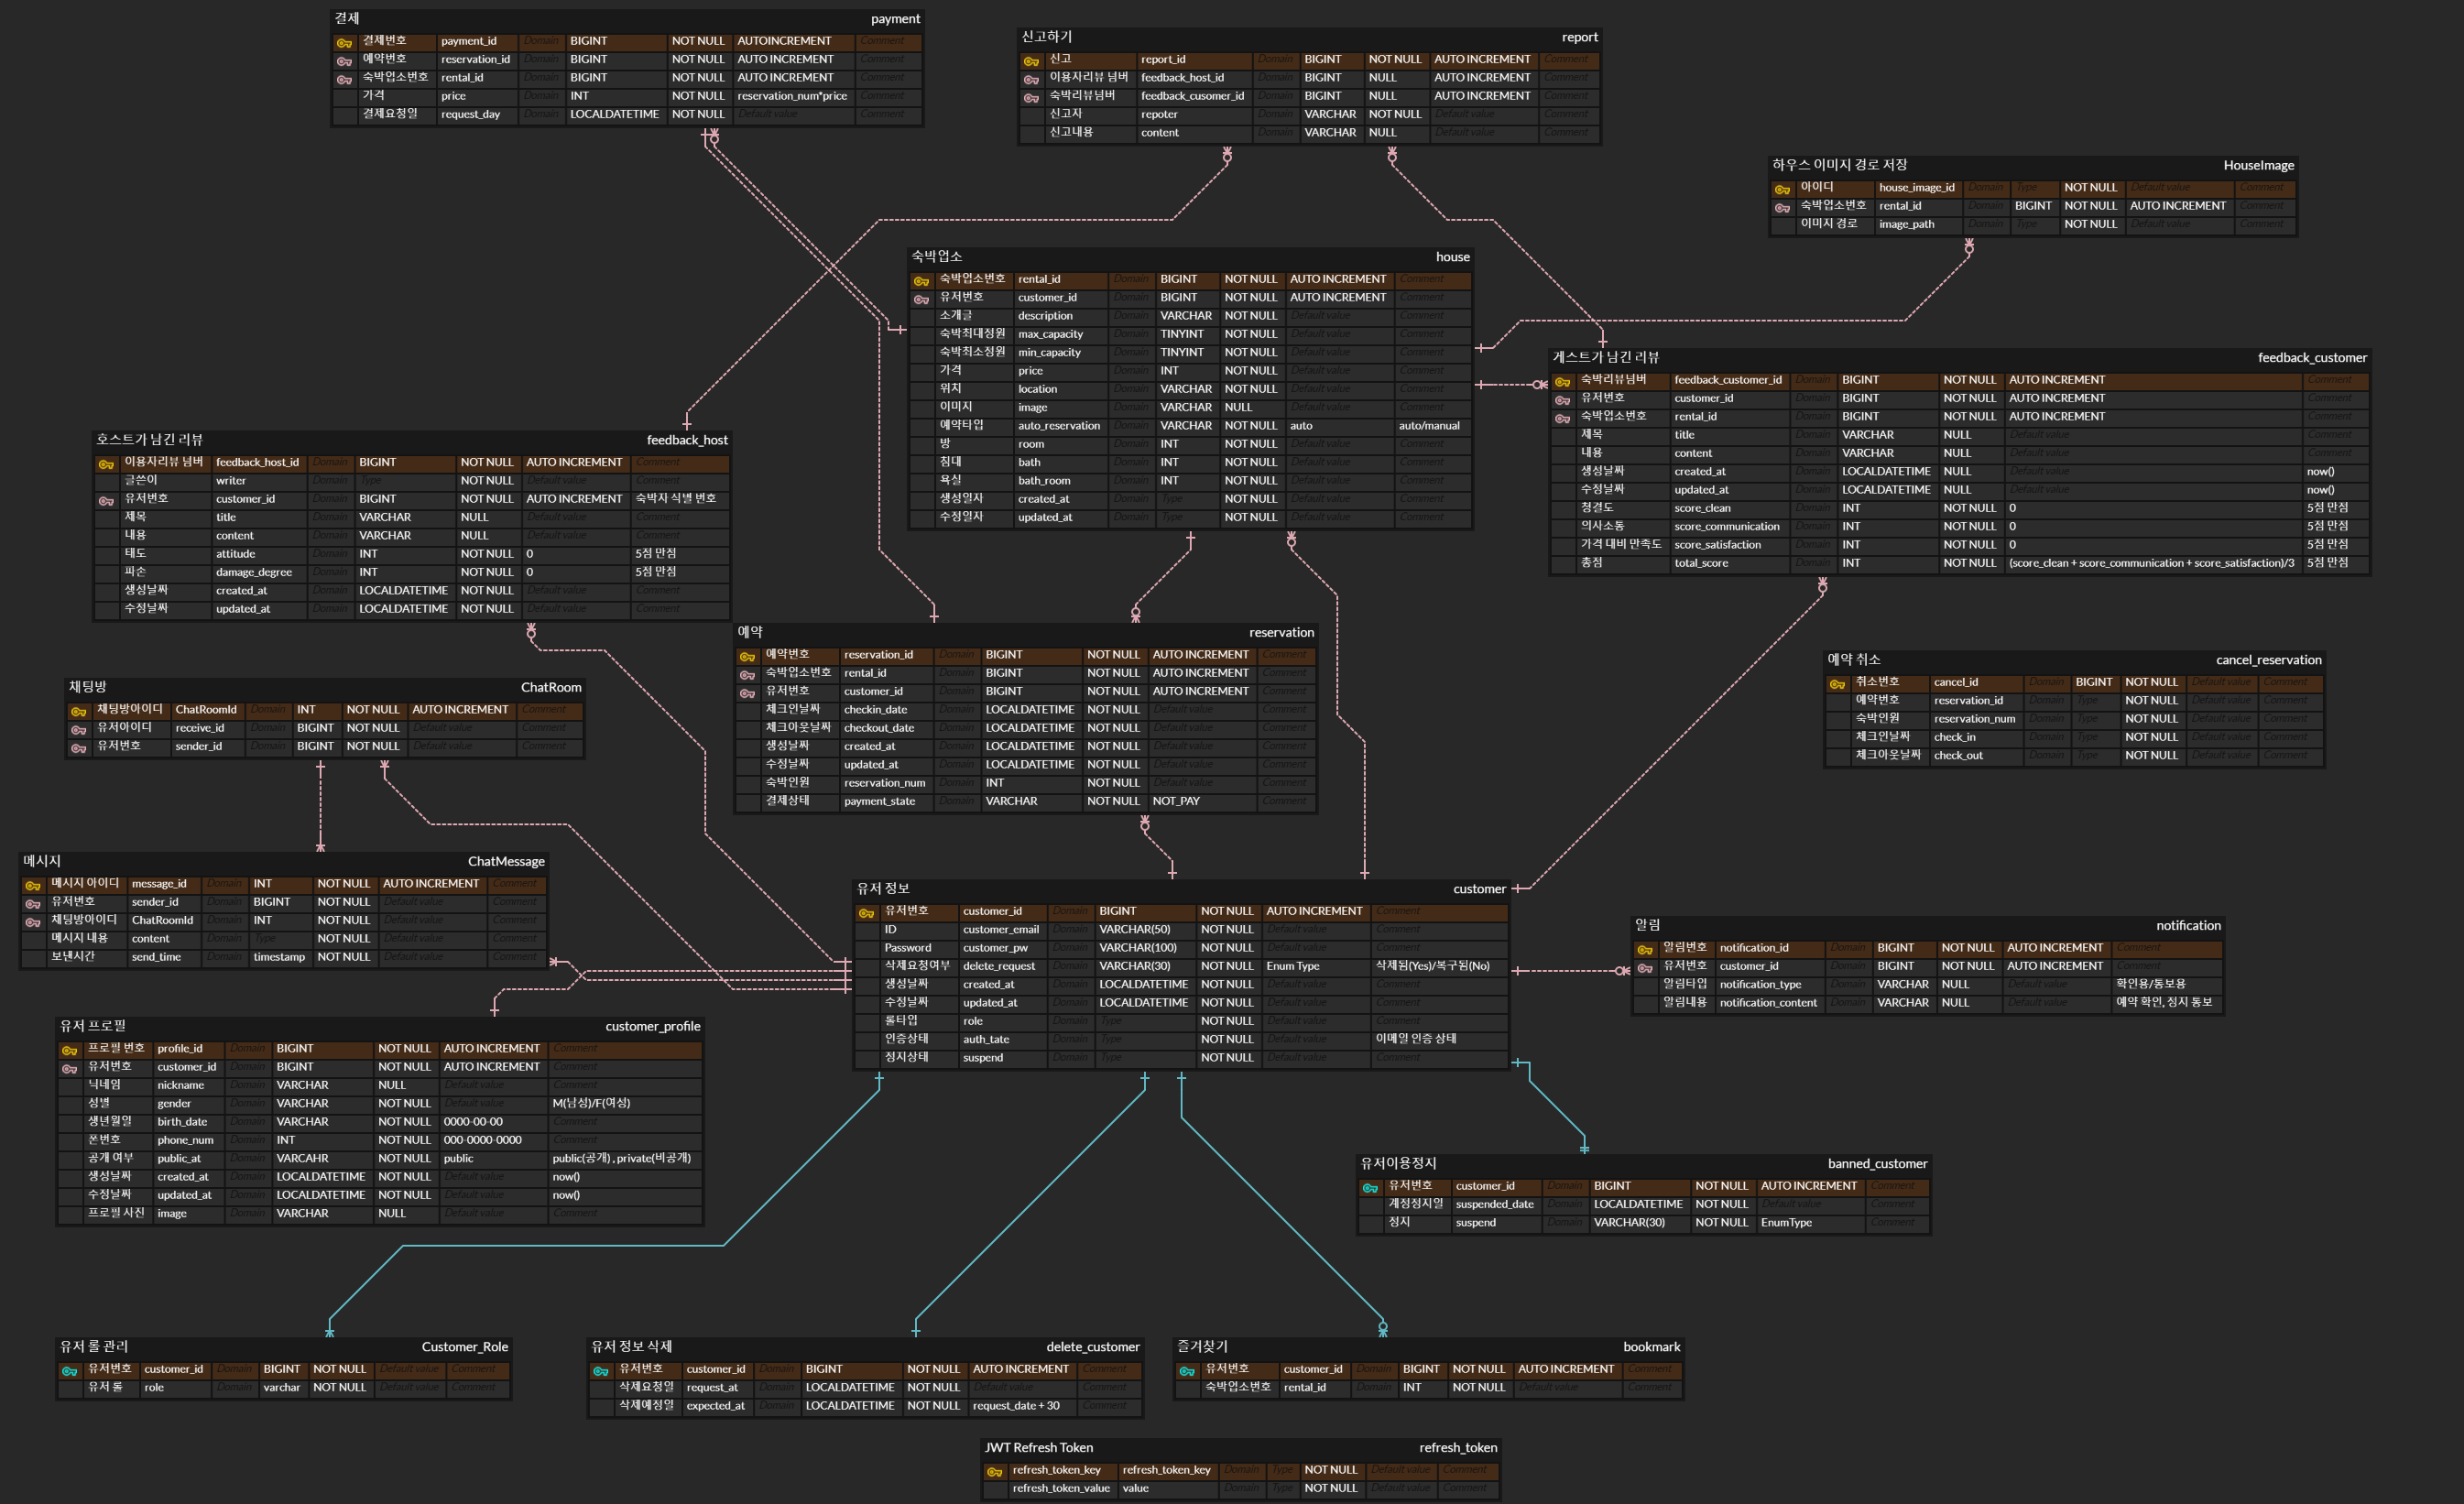 결제 payment
결제번호 payment_id Domain BIGINT NOT NULL AUTOINCREMENT Comment
예약번호 reservation_id Domain BIGINT NOT NULL AUTO INCREMENT Comment
숙박업소번호 rental_id Domain BIGINT NOT NULL AUTO INCREMENT Comment
가격 price Domain INT NOT NULL reservation_num*price Comment
결제요청일 request_day Domain LOCALDATETIME NOT NULL Default value Comment
신고하기 report
신고 report_id Domain BIGINT NOT NULL AUTO INCREMENT Comment
이용자리뷰 넘버 feedback_host_id Domain BIGINT NULL AUTO INCREMENT Comment
숙박리뷰넘버 feedback_cusomer_id Domain BIGINT NULL AUTO INCREMENT Comment
신고자 repoter Domain VARCHAR NOT NULL Default value Comment
신고내용 content Domain VARCHAR NULL Default value Comment
하우스 이미지 경로 저장 HouseImage
아이디 house_image_id Domain Type NOT NULL Default value Comment
숙박업소번호 rental_id Domain BIGINT NOT NULL AUTO INCREMENT Comment
이미지 경로 image_path Domain Type NOT NULL Default value Comment
숙박업소 house
숙박업소번호 rental_id Domain BIGINT NOT NULL AUTO INCREMENT Comment
유저번호 customer_id Domain BIGINT NOT NULL AUTO INCREMENT Comment
소개글 description Domain VARCHAR NOT NULL Default value Comment
숙박최대정원 max_capacity Domain TINYINT NOT NULL Default value Comment
숙박최소정원 min_capacity Domain TINYINT NOT NULL Default value Comment
가격 price Domain INT NOT NULL Default value Comment
위치 location Domain VARCHAR NOT NULL Default value Comment
이미지 image Domain VARCHAR NULL Default value Comment
예약타입 auto_reservation Domain VARCHAR NOT NULL auto auto/manual
방 room Domain INT NOT NULL Default value Comment
침대 bath Domain INT NOT NULL Default value Comment
욕실 bath_room Domain INT NOT NULL Default value Comment
생성일자 created_at Domain Type NOT NULL Default value Comment
수정일자 updated_at Domain Type NOT NULL Default value Comment
게스트가 남긴 리뷰 feedback_customer
숙박리뷰넘버 feedback_customer_id Domain BIGINT NOT NULL AUTO INCREMENT Comment
유저번호 customer_id Domain BIGINT NOT NULL AUTO INCREMENT Comment
숙박업소번호 rental_id Domain BIGINT NOT NULL AUTO INCREMENT Comment
제목 title Domain VARCHAR NULL Default value Comment
내용 content Domain VARCHAR NULL Default value Comment
생성날짜 created_at Domain LOCALDATETIME NULL Default value now()
수정날짜 updated_at Domain LOCALDATETIME NULL Default value now()
청결도 score_clean Domain INT NOT NULL 0 5점 만점
의사소통 score_communication Domain INT NOT NULL 0 5점 만점
가격 대비 만족도 score_satisfaction Domain INT NOT NULL 0 5점 만점
총점 total_score Domain INT NOT NULL (score_clean + score_communication + score_satisfaction)/3 5점 만점
호스트가 남긴 리뷰 feedback_host
이용자리뷰 넘버 feedback_host_id Domain BIGINT NOT NULL AUTO INCREMENT Comment
글쓴이 writer Domain Type NOT NULL Default value Comment
유저번호 customer_id Domain BIGINT NOT NULL AUTO INCREMENT 숙박자 식별 번호
제목 title Domain VARCHAR NULL Default value Comment
내용 content Domain VARCHAR NULL Default value Comment
태도 attitude Domain INT NOT NULL 0 5점 만점
파손 damage_degree Domain INT NOT NULL 0 5점 만점
생성날짜 created_at Domain LOCALDATETIME NOT NULL Default value Comment
수정날짜 updated_at Domain LOCALDATETIME NOT NULL Default value Comment
예약 reservation
예약번호 reservation_id Domain BIGINT NOT NULL AUTO INCREMENT Comment
숙박업소번호 rental_id Domain BIGINT NOT NULL AUTO INCREMENT Comment
유저번호 customer_id Domain BIGINT NOT NULL AUTO INCREMENT Comment
체크인날짜 checkin_date Domain LOCALDATETIME NOT NULL Default value Comment
체크아웃날짜 checkout_date Domain LOCALDATETIME NOT NULL Default value Comment
생성날짜 created_at Domain LOCALDATETIME NOT NULL Default value Comment
수정날짜 updated_at Domain LOCALDATETIME NOT NULL Default value Comment
숙박인원 reservation_num Domain INT NOT NULL Default value Comment
결제상태 payment_state Domain VARCHAR NOT NULL NOT_PAY Comment
예약 취소 cancel_reservation
취소번호 cancel_id Domain BIGINT NOT NULL Default value Comment
예약번호 reservation_id Domain Type NOT NULL Default value Comment
숙박인원 reservation_num Domain Type NOT NULL Default value Comment
체크인날짜 check_in Domain Type NOT NULL Default value Comment
체크아웃날짜 check_out Domain Type NOT NULL Default value Comment
채팅방 ChatRoom
채팅방아이디 ChatRoomId Domain INT NOT NULL AUTO INCREMENT Comment
유저아이디 receive_id Domain BIGINT NOT NULL Default value Comment
유저번호 sender_id Domain BIGINT NOT NULL Default value Comment
메시지 ChatMessage
메시지 아이디 message_id Domain INT NOT NULL AUTO INCREMENT Comment
유저번호 sender_id Domain BIGINT NOT NULL Default value Comment
채팅방아이디 ChatRoomId Domain INT NOT NULL Default value Comment
메시지 내용 content Domain Type NOT NULL Default value Comment
보낸시간 send_time Domain timestamp NOT NULL Default value Comment
유저 정보 customer
유저번호 customer_id Domain BIGINT NOT NULL AUTO INCREMENT Comment
ID customer_email Domain VARCHAR(50) NOT NULL Default value Comment
Password customer_pw Domain VARCHAR(100) NOT NULL Default value Comment
삭제요청여부 delete_request Domain VARCHAR(30) NOT NULL Enum Type 삭제됨(Yes)/복구됨(No)
생성날짜 created_at Domain LOCALDATETIME NOT NULL Default value Comment
수정날짜 updated_at Domain LOCALDATETIME NOT NULL Default value Comment
롤타입 role Domain Type NOT NULL Default value Comment
인증상태 auth_tate Domain Type NOT NULL Default value 이메일 인증 상태
정지상태 suspend Domain Type NOT NULL Default value Comment
알림 notification
알림번호 notification_id Domain BIGINT NOT NULL AUTO INCREMENT Comment
유저번호 customer_id Domain BIGINT NOT NULL AUTO INCREMENT Comment
알림타입 notification_type Domain VARCHAR NULL Default value 확인용/통보용
알림내용 notification_content Domain VARCHAR NULL Default value 예약 확인, 정지 통보
유저 프로필 customer_profile
프로필 번호 profile_id Domain BIGINT NOT NULL AUTO INCREMENT Comment
유저번호 customer_id Domain BIGINT NOT NULL AUTO INCREMENT Comment
닉네임 nickname Domain VARCHAR NULL Default value Comment
성별 gender Domain VARCHAR NOT NULL Default value M(남성)/F(여성)
생년월일 birth_date Domain VARCHAR NOT NULL 0000-00-00 Comment
폰번호 phone_num Domain INT NOT NULL 000-0000-0000 Comment
공개 여부 public_at Domain VARCAHR NOT NULL public public(공개) , private(비공개)
생성날짜 created_at Domain LOCALDATETIME NOT NULL Default value now()
수정날짜 updated_at Domain LOCALDATETIME NOT NULL Default value now()
프로필 사진 image Domain VARCHAR NULL Default value Comment
유저이용정지 banned_customer
유저번호 customer_id Domain BIGINT NOT NULL AUTO INCREMENT Comment
계정정지일 suspended_date Domain LOCALDATETIME NOT NULL Default value Comment
정지 suspend Domain VARCHAR(30) NOT NULL EnumType Comment
유저 롤 관리 Customer_Role
유저번호 customer_id Domain BIGINT NOT NULL Default value Comment
유저 롤 role Domain varchar NOT NULL Default value Comment
유저 정보 삭제 delete_customer
유저번호 customer_id Domain BIGINT NOT NULL AUTO INCREMENT Comment
삭제요청일 request_at Domain LOCALDATETIME NOT NULL Default value Comment
삭제예정일 expected_at Domain LOCALDATETIME NOT NULL request_date + 30 Comment
즐겨찾기 bookmark
유저번호 customer_id Domain BIGINT NOT NULL AUTO INCREMENT Comment
숙박업소번호 rental_id Domain INT NOT NULL Default value Comment
JWT Refresh Token refresh_token
refresh_token_key refresh_token_key Domain Type NOT NULL Default value Comment
refresh_token_value value Domain Type NOT NULL Default value Comment